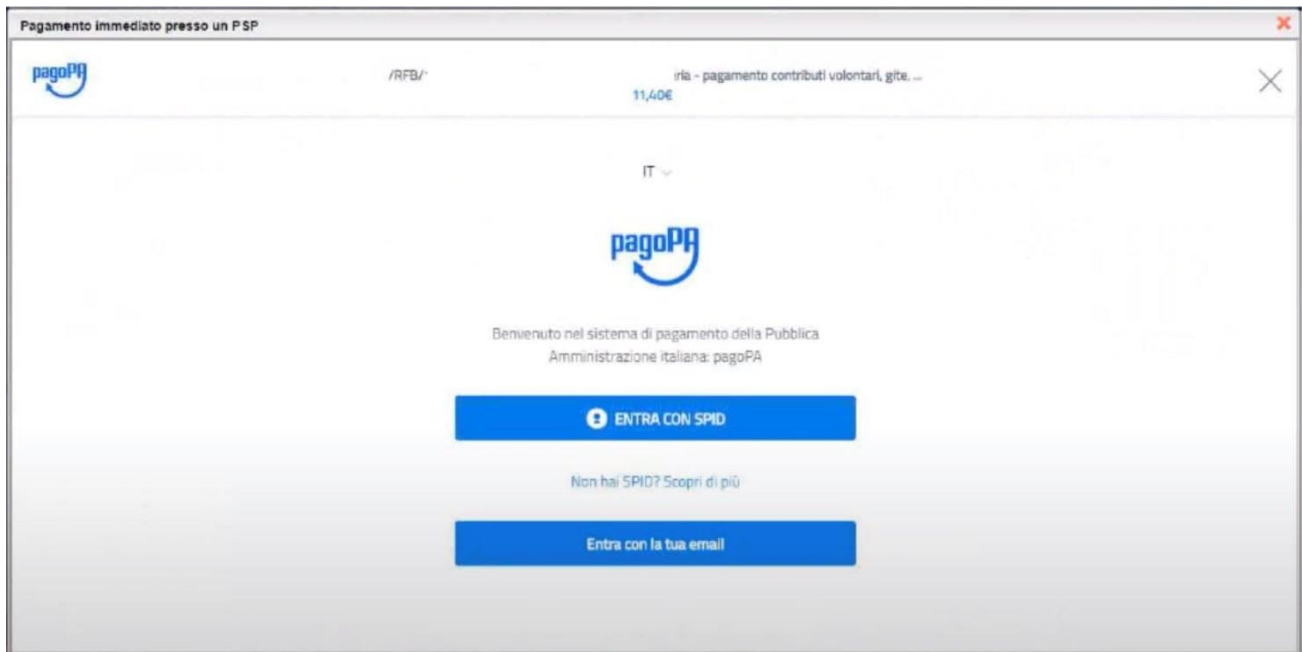 Pagamento immediato presso un PSP
pagoPA
/RFB/
- pagamento contributi volontari, gite, ...
11,40€
IT
pagoPA
Benvenuto nel sistema di pagamento della Pubblica
Amministrazione italiana: pagoPA
ENTRA CON SPID
Non hai SPID? Scopri di più
Entra con la tua email